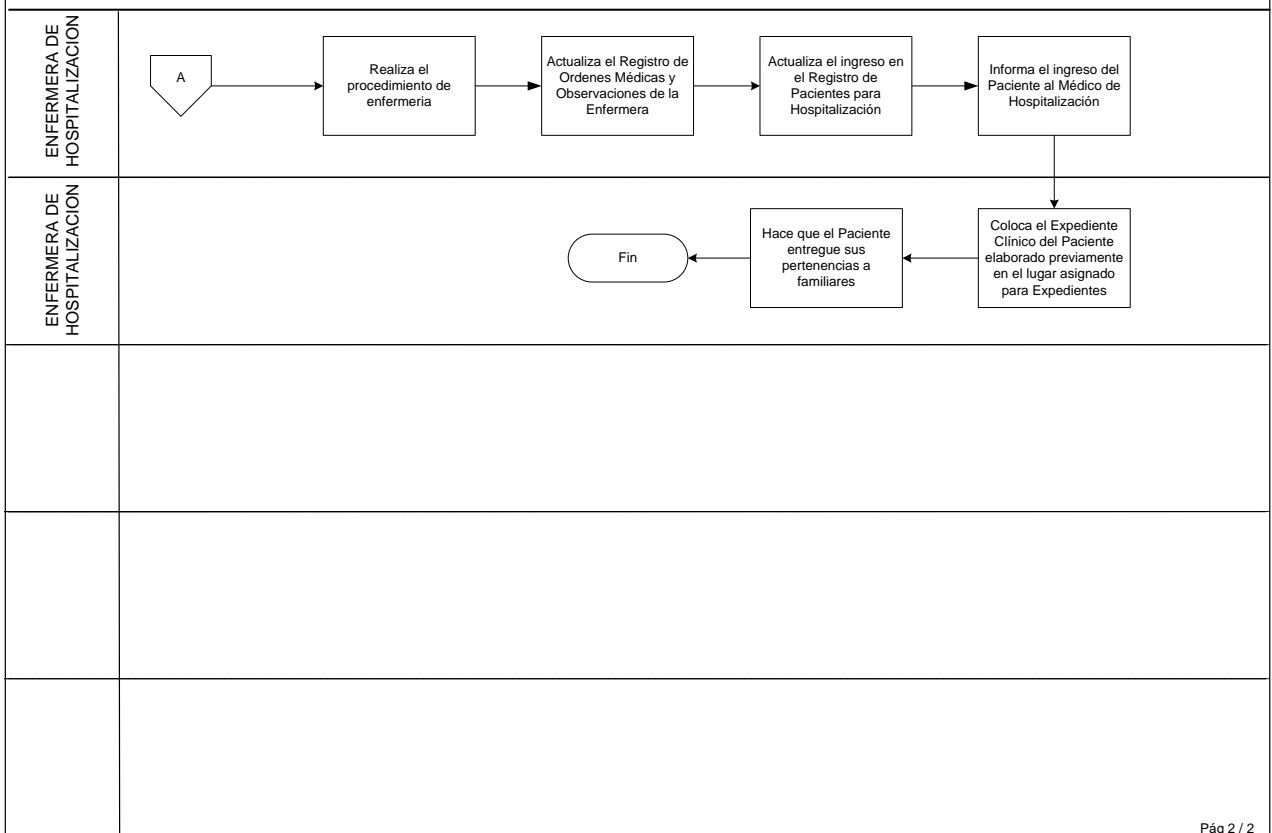 ENFERMERA DE
HOSPITALIZACION
A
Realiza el
procedimiento de
enfermeria
Actualiza el Registro de
Ordenes Médicas y
Observaciones de la
Enfermera
Actualiza el ingreso en
el Registro de
Pacientes para
Hospitalización
Informa el ingreso del
Paciente al Médico de
Hospitalización
ENFERMERA DE
HOSPITALIZACION
Fin
Hace que el Paciente
entregue sus
pertenencias a
familiares
Coloca el Expediente
Clínico del Paciente
elaborado previamente
en el lugar asignado
para Expedientes
Pág 2 / 2